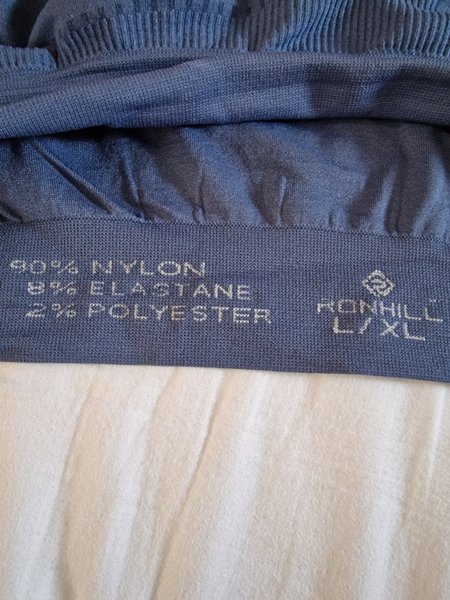 90% NYLON
8% ELASTANE
2% POLYESTER
RONHILL
L/XL